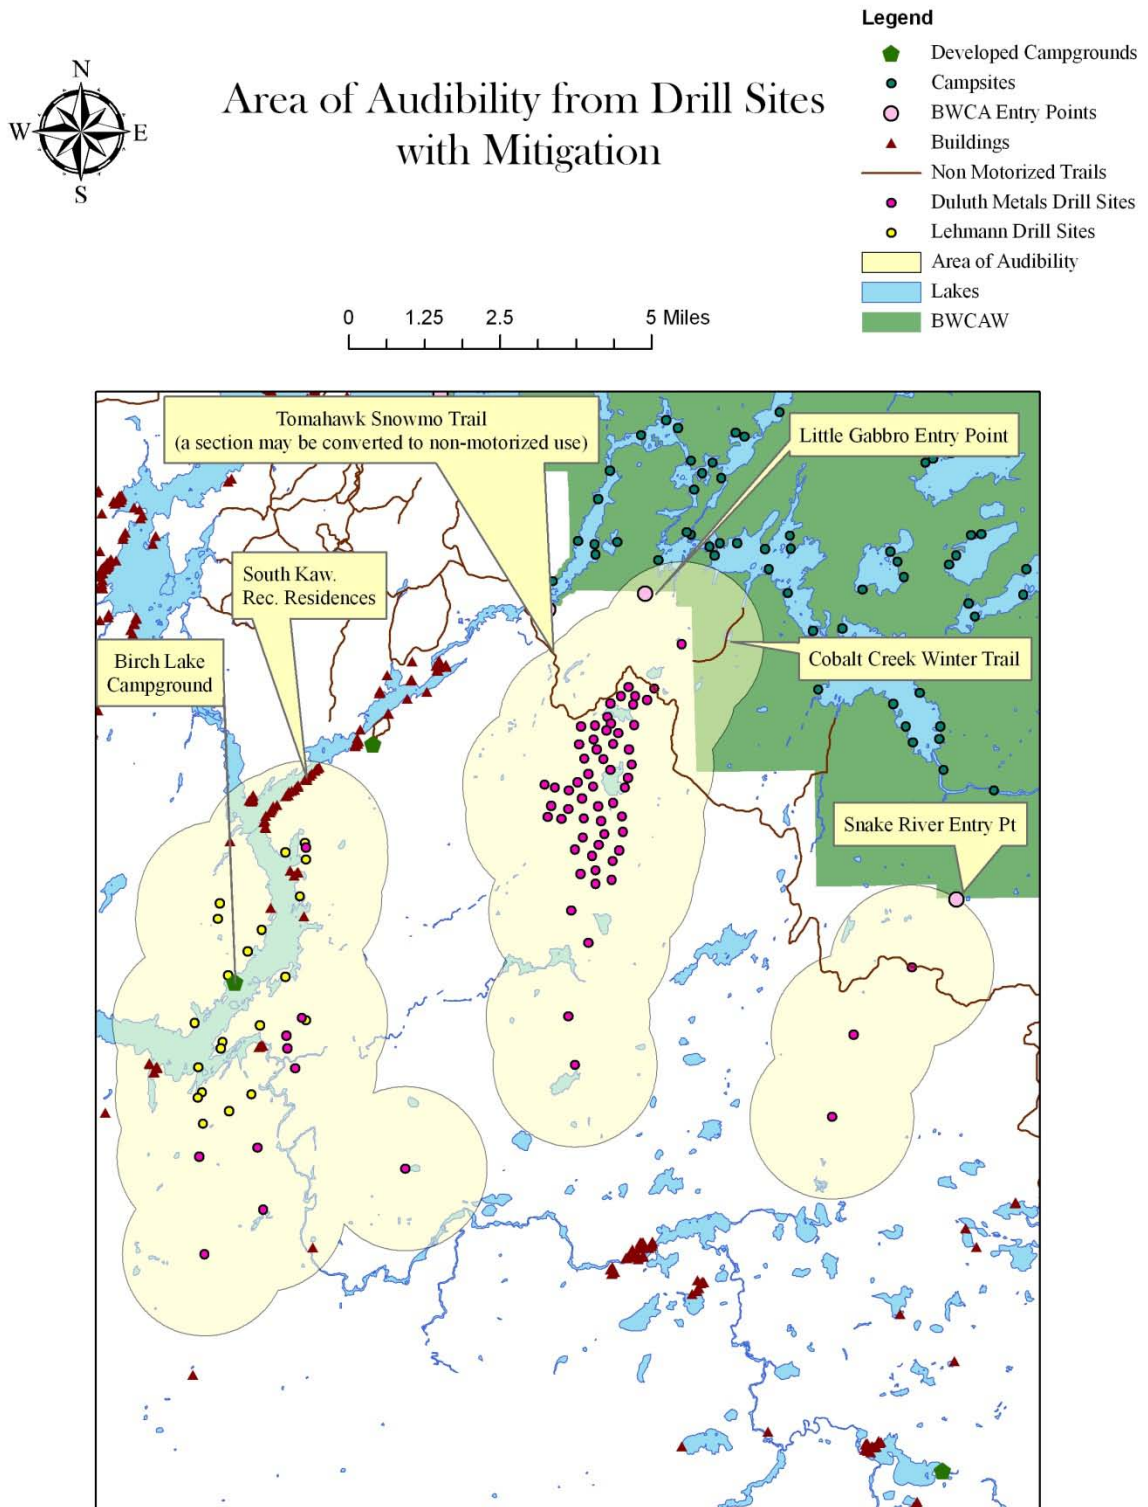 Legend
Developed Campgrounds
Campsites
BWCA Entry Points
Buildings
Non Motorized Trails
Duluth Metals Drill Sites
Lehmann Drill Sites
Area of Audibility
Lakes
BWCAW
N
W E
S
Area of Audibility from Drill Sites
with Mitigation
0 1.25 2.5 5 Miles
Tomahawk Snowmo Trail
(a section may be converted to non-motorized use)
Little Gabbro Entry Point
South Kaw.
Rec. Residences
Birch Lake
Campground
Cobalt Creek Winter Trail
Snake River Entry Pt